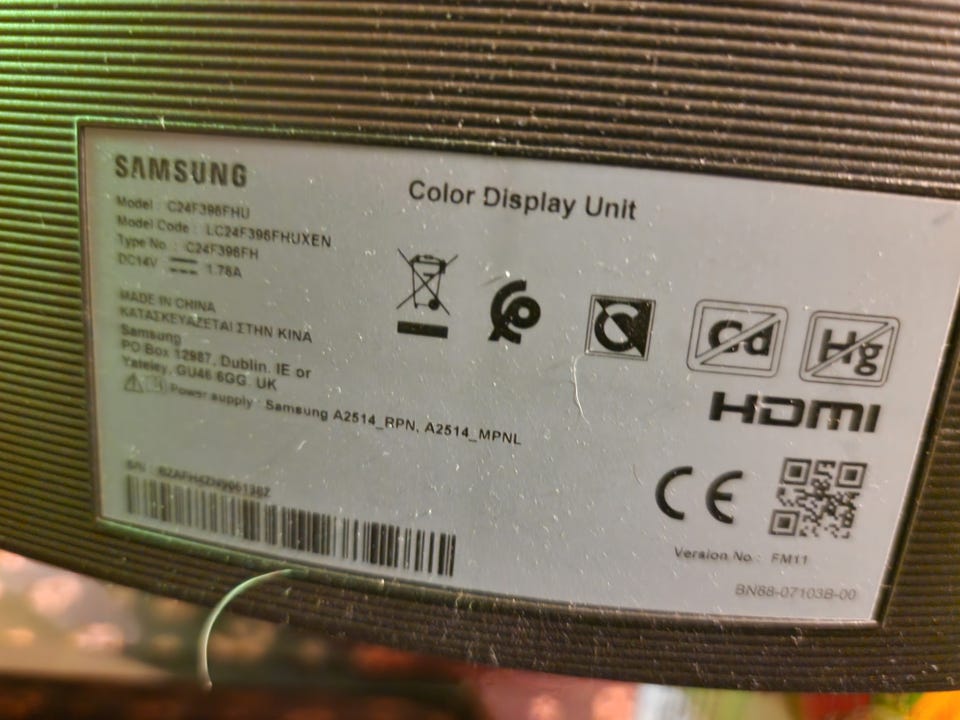 SAMSUNG
Color Display Unit
Model : C24F396FHU
Model Code : LC24F396FHUXEN
Type No. : C24F396FH
DC14V 1.78A
MADE IN CHINA
ΚΑΤΑΣΚΕΥΑΖΕΤΑΙ ΣΤΗΝ ΚΙΝΑ
Samsung
PO Box 12987, Dublin. IE or
Yateley, GU46 6GG. UK
Power supply : Samsung A2514_RPN, A2514_MPNL
Cd
Hg
HDMI
S/N :
CE
Version No.: FM11
BN88-07103B-00